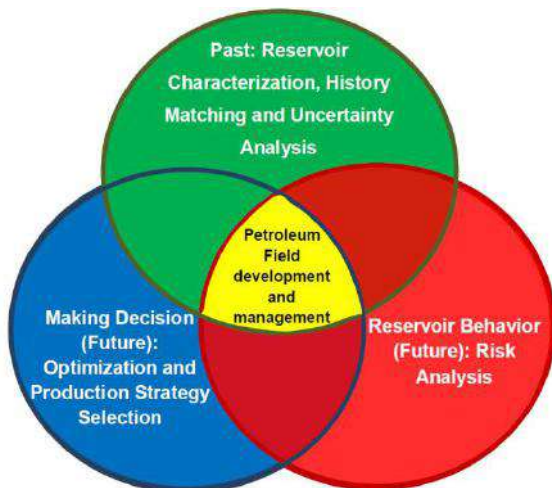 Past: Reservoir
Characterization, History
Matching and Uncertainty
Analysis
Petroleum
Field
development
and
management
Making Decision
(Future):
Optimization and
Production Strategy
Selection
Reservoir Behavior
(Future): Risk
Analysis